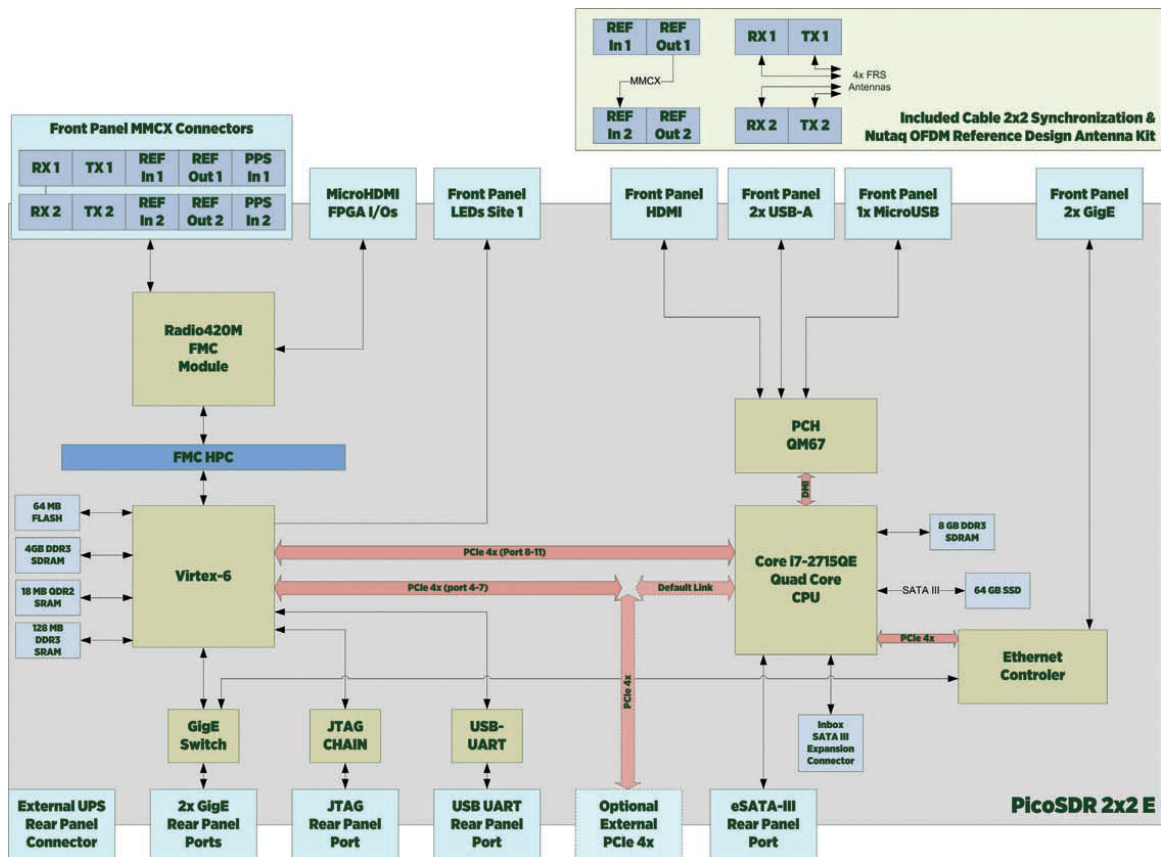 REF In 1
REF Out 1
RX 1
TX 1
MMCX
4x FRS
Antennas
REF In 2
REF Out 2
RX 2
TX 2
Included Cable 2x2 Synchronization &
Nutaq OFDM Reference Design Antenna Kit
Front Panel MMCX Connectors
RX 1
TX 1
REF In 1
REF Out 1
PPS In 1
RX 2
TX 2
REF In 2
REF Out 2
PPS In 2
MicroHDMI
FPGA I/Os
Front Panel
LEDs Site 1
Front Panel
HDMI
Front Panel
2x USB-A
Front Panel
1x MicroUSB
Front Panel
2x GigE
Radio420M
FMC
Module
FMC HPC
PCH
QM67
DMI
64 MB
FLASH
4GB DDR3
SDRAM
18 MB QDR2
SRAM
128 MB
DDR3
SRAM
Virtex-6
PCIe 4x (Port 8-11)
PCIe 4x (port 4-7)
Default Link
Core i7-2715QE
Quad Core
CPU
8 GB DDR3
SDRAM
SATA III
64 GB SSD
PCIe 4x
Ethernet
Controler
PCIe 4x
GigE
Switch
JTAG
CHAIN
USB-
UART
Inbox
SATA III
Expansion
Connector
External UPS
Rear Panel
Connector
2x GigE
Rear Panel
Ports
JTAG
Rear Panel
Port
USB UART
Rear Panel
Port
Optional
External
PCIe 4x
eSATA-III
Rear Panel
Port
PicoSDR 2x2 E